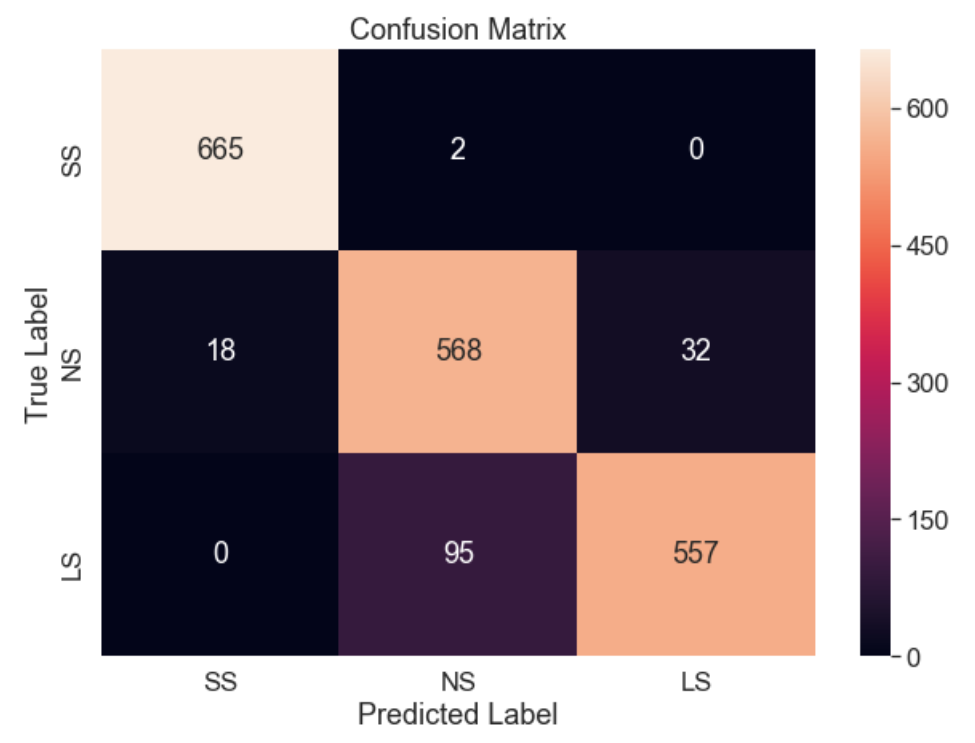 Confusion Matrix
True Label
SS
665 2 0
NS
18 568 32
LS
0 95 557
SS NS LS
Predicted Label
600
450
300
150
0